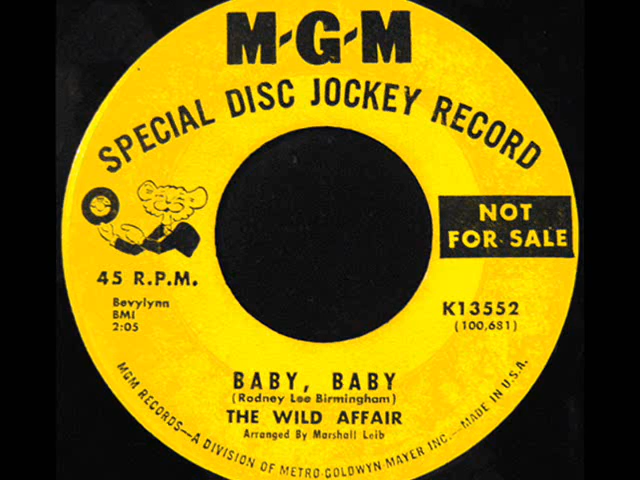 M-G-M
SPECIAL DISC JOCKEY RECORD
NOT
FOR SALE
45 R.P.M.
Bevylynn
BMI
2:05
K13552
(100,681)
BABY, BABY
(Rodney Lee Birmingham)
THE WILD AFFAIR
Arranged By Marshall Leib
MGM RECORDS—A DIVISION OF METRO-GOLDWYN-MAYER INC.—MADE IN U.S.A.